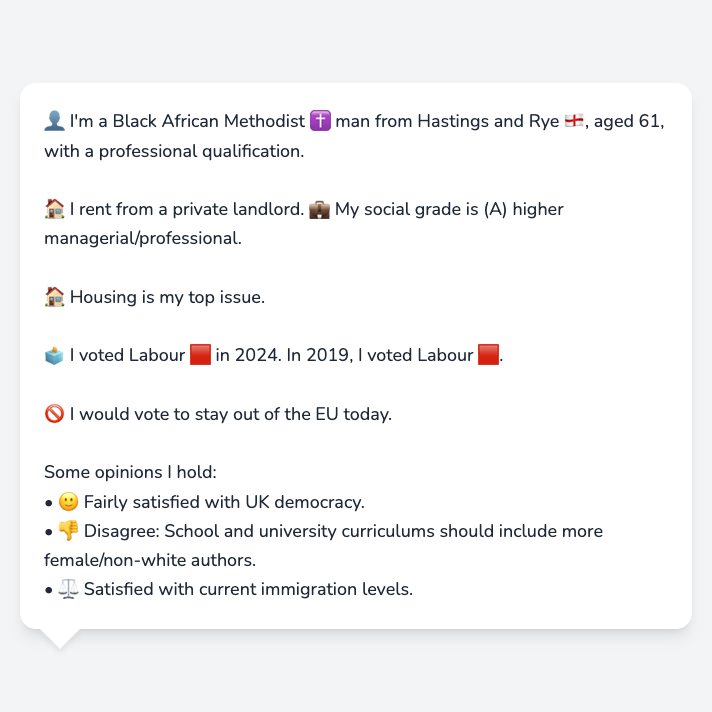 👤 I'm a Black African Methodist ✝️ man from Hastings and Rye 🏴󠁧󠁢󠁥󠁮󠁧󠁿, aged 61,
with a professional qualification.
🏠 I rent from a private landlord. 💼 My social grade is (A) higher
managerial/professional.
🏠 Housing is my top issue.
🗳️ I voted Labour 🟥 in 2024. In 2019, I voted Labour 🟥.
🚫 I would vote to stay out of the EU today.
Some opinions I hold:
• 🙂 Fairly satisfied with UK democracy.
• 👎 Disagree: School and university curriculums should include more
female/non-white authors.
• ⚖️ Satisfied with current immigration levels.